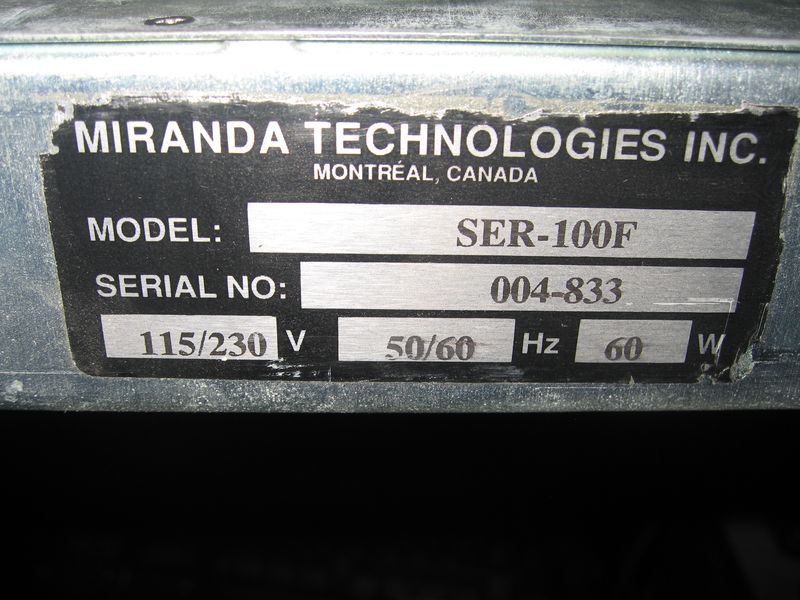 MIRANDA TECHNOLOGIES INC.
MONTRÉAL, CANADA
MODEL: SER-100F
SERIAL NO: 004-833
115/230 V 50/60 Hz 60 W